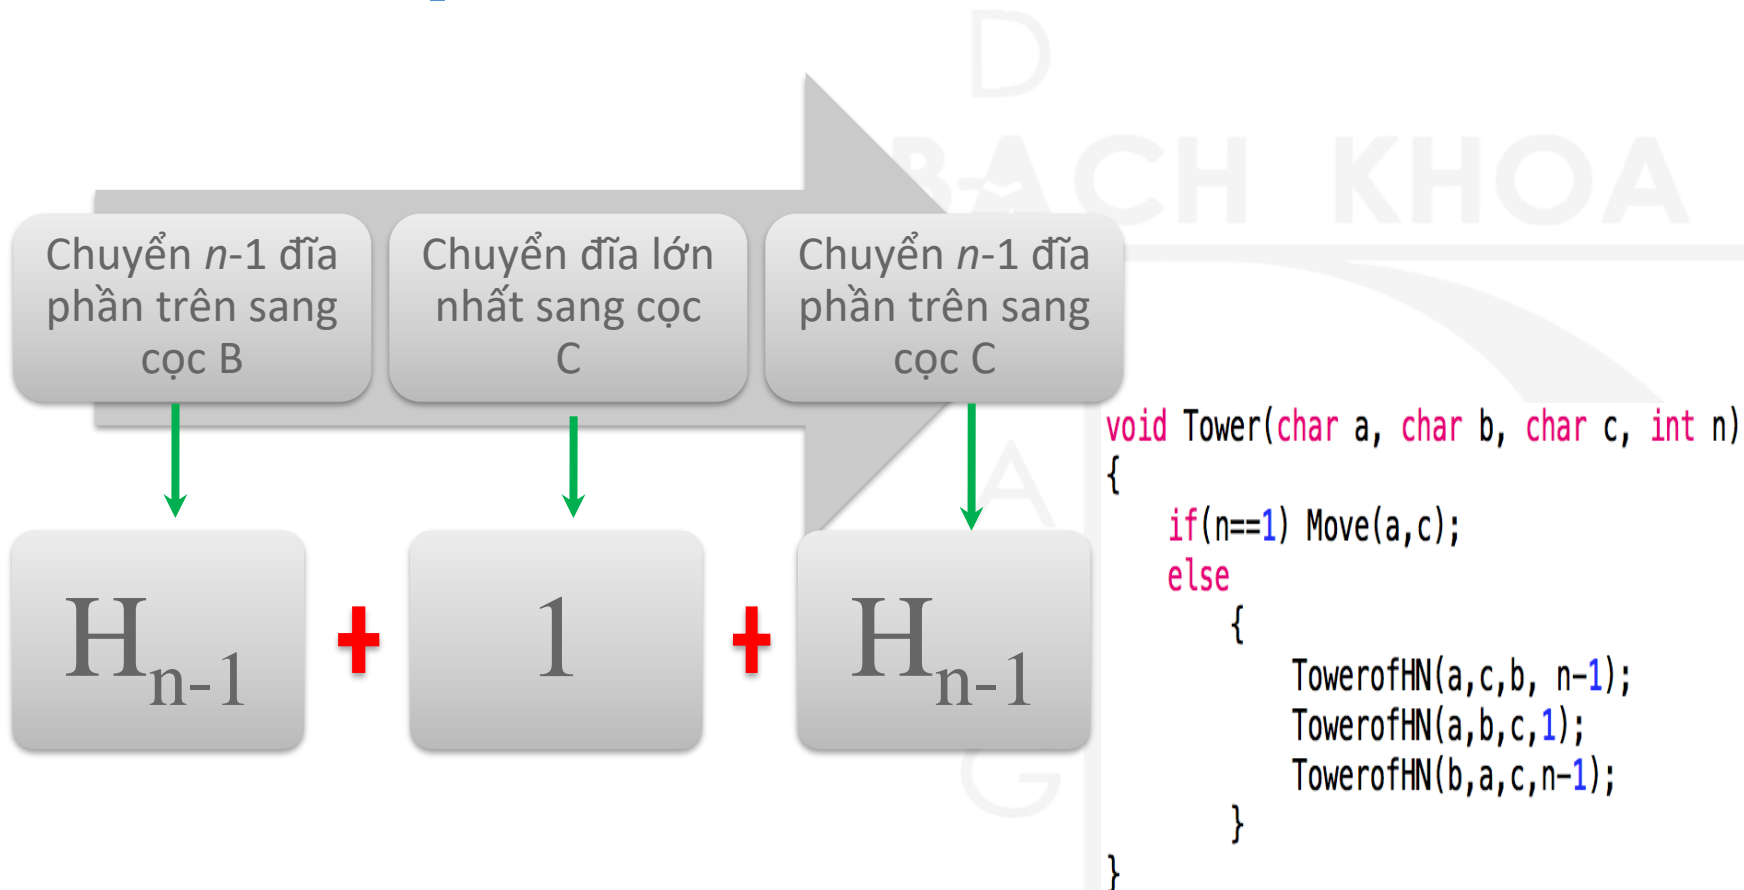 D
BACH KHOA
Chuyển n-1 đĩa
phần trên sang
cọc B
Chuyển đĩa lớn
nhất sang cọc
C
Chuyển n-1 đĩa
phần trên sang
cọc C
A
G
H n-1
+
1
+
H n-1
void Tower(char a, char b, char c, int n)
{
if(n==1) Move(a,c);
else
{
TowerofHN(a,c,b, n-1);
TowerofHN(a,b,c,1);
TowerofHN(b,a,c,n-1);
}
}